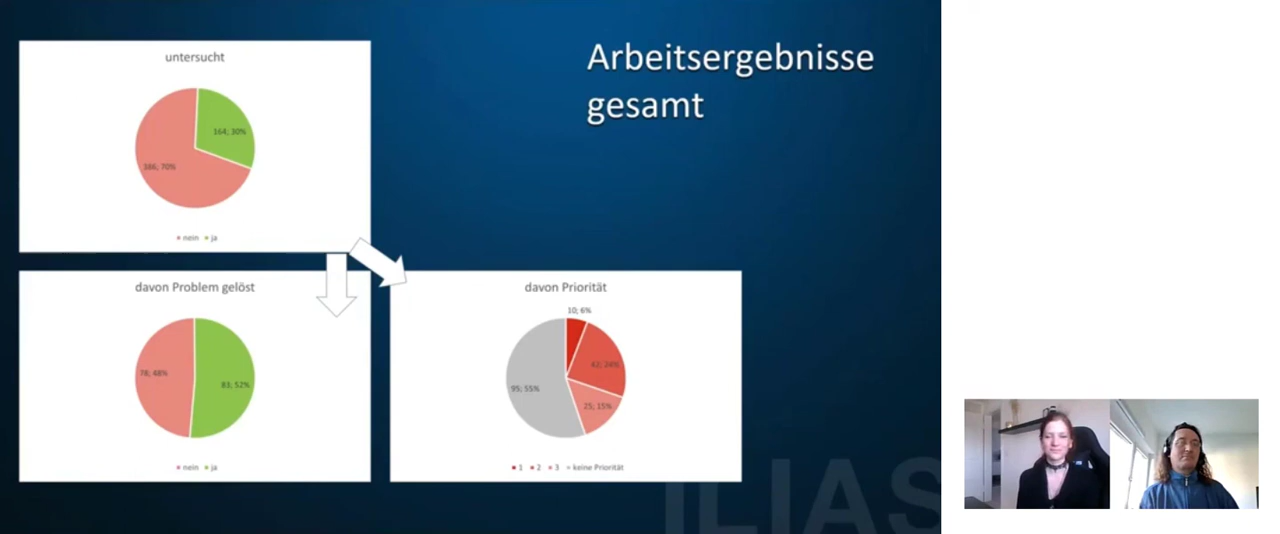 Arbeitsergebnisse
gesamt
untersucht
164; 30%
386; 70%
nein ja
davon Problem gelöst
83, 52%
78; 48%
nein ja
davon Priorität
10; 6%
42; 24%
25; 15%
95; 55%
1 2 3 keine Priorität
ILIAS